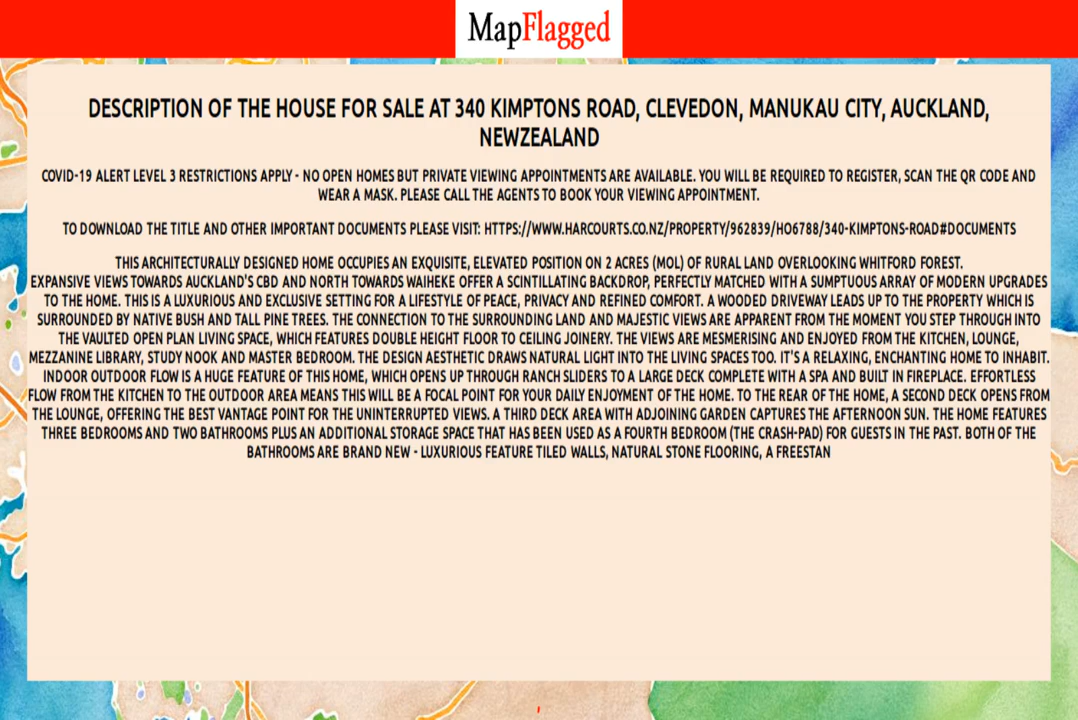 MapFlagged
DESCRIPTION OF THE HOUSE FOR SALE AT 340 KIMPTONS ROAD, CLEVEDON, MANUKAU CITY, AUCKLAND,
NEWZEALAND
COVID-19 ALERT LEVEL 3 RESTRICTIONS APPLY - NO OPEN HOMES BUT PRIVATE VIEWING APPOINTMENTS ARE AVAILABLE. YOU WILL BE REQUIRED TO REGISTER, SCAN THE QR CODE AND
WEAR A MASK. PLEASE CALL THE AGENTS TO BOOK YOUR VIEWING APPOINTMENT.
TO DOWNLOAD THE TITLE AND OTHER IMPORTANT DOCUMENTS PLEASE VISIT: HTTPS://WWW.HARCOURTS.CO.NZ/PROPERTY/962839/HO6788/340-KIMPTONS-ROAD#DOCUMENTS
THIS ARCHITECTURALLY DESIGNED HOME OCCUPIES AN EXQUISITE, ELEVATED POSITION ON 2 ACRES (MOL) OF RURAL LAND OVERLOOKING WHITFORD FOREST.
EXPANSIVE VIEWS TOWARDS AUCKLAND'S CBD AND NORTH TOWARDS WAIHEKE OFFER A SCINTILLATING BACKDROP, PERFECTLY MATCHED WITH A SUMPTUOUS ARRAY OF MODERN UPGRADES
TO THE HOME. THIS IS A LUXURIOUS AND EXCLUSIVE SETTING FOR A LIFESTYLE OF PEACE, PRIVACY AND REFINED COMFORT. A WOODED DRIVEWAY LEADS UP TO THE PROPERTY WHICH IS
SURROUNDED BY NATIVE BUSH AND TALL PINE TREES. THE CONNECTION TO THE SURROUNDING LAND AND MAJESTIC VIEWS ARE APPARENT FROM THE MOMENT YOU STEP THROUGH INTO
THE VAULTED OPEN PLAN LIVING SPACE, WHICH FEATURES DOUBLE HEIGHT FLOOR TO CEILING JOINERY. THE VIEWS ARE MESMERISING AND ENJOYED FROM THE KITCHEN, LOUNGE,
MEZZANINE LIBRARY, STUDY NOOK AND MASTER BEDROOM. THE DESIGN AESTHETIC DRAWS NATURAL LIGHT INTO THE LIVING SPACES TOO. IT'S A RELAXING, ENCHANTING HOME TO INHABIT.
INDOOR OUTDOOR FLOW IS A HUGE FEATURE OF THIS HOME, WHICH OPENS UP THROUGH RANCH SLIDERS TO A LARGE DECK COMPLETE WITH A SPA AND BUILT IN FIREPLACE. EFFORTLESS
FLOW FROM THE KITCHEN TO THE OUTDOOR AREA MEANS THIS WILL BE A FOCAL POINT FOR YOUR DAILY ENJOYMENT OF THE HOME. TO THE REAR OF THE HOME, A SECOND DECK OPENS FROM
THE LOUNGE, OFFERING THE BEST VANTAGE POINT FOR THE UNINTERRUPTED VIEWS. A THIRD DECK AREA WITH ADJOINING GARDEN CAPTURES THE AFTERNOON SUN. THE HOME FEATURES
THREE BEDROOMS AND TWO BATHROOMS PLUS AN ADDITIONAL STORAGE SPACE THAT HAS BEEN USED AS A FOURTH BEDROOM (THE CRASH-PAD) FOR GUESTS IN THE PAST. BOTH OF THE
BATHROOMS ARE BRAND NEW - LUXURIOUS FEATURE TILED WALLS, NATURAL STONE FLOORING, A FREESTAN